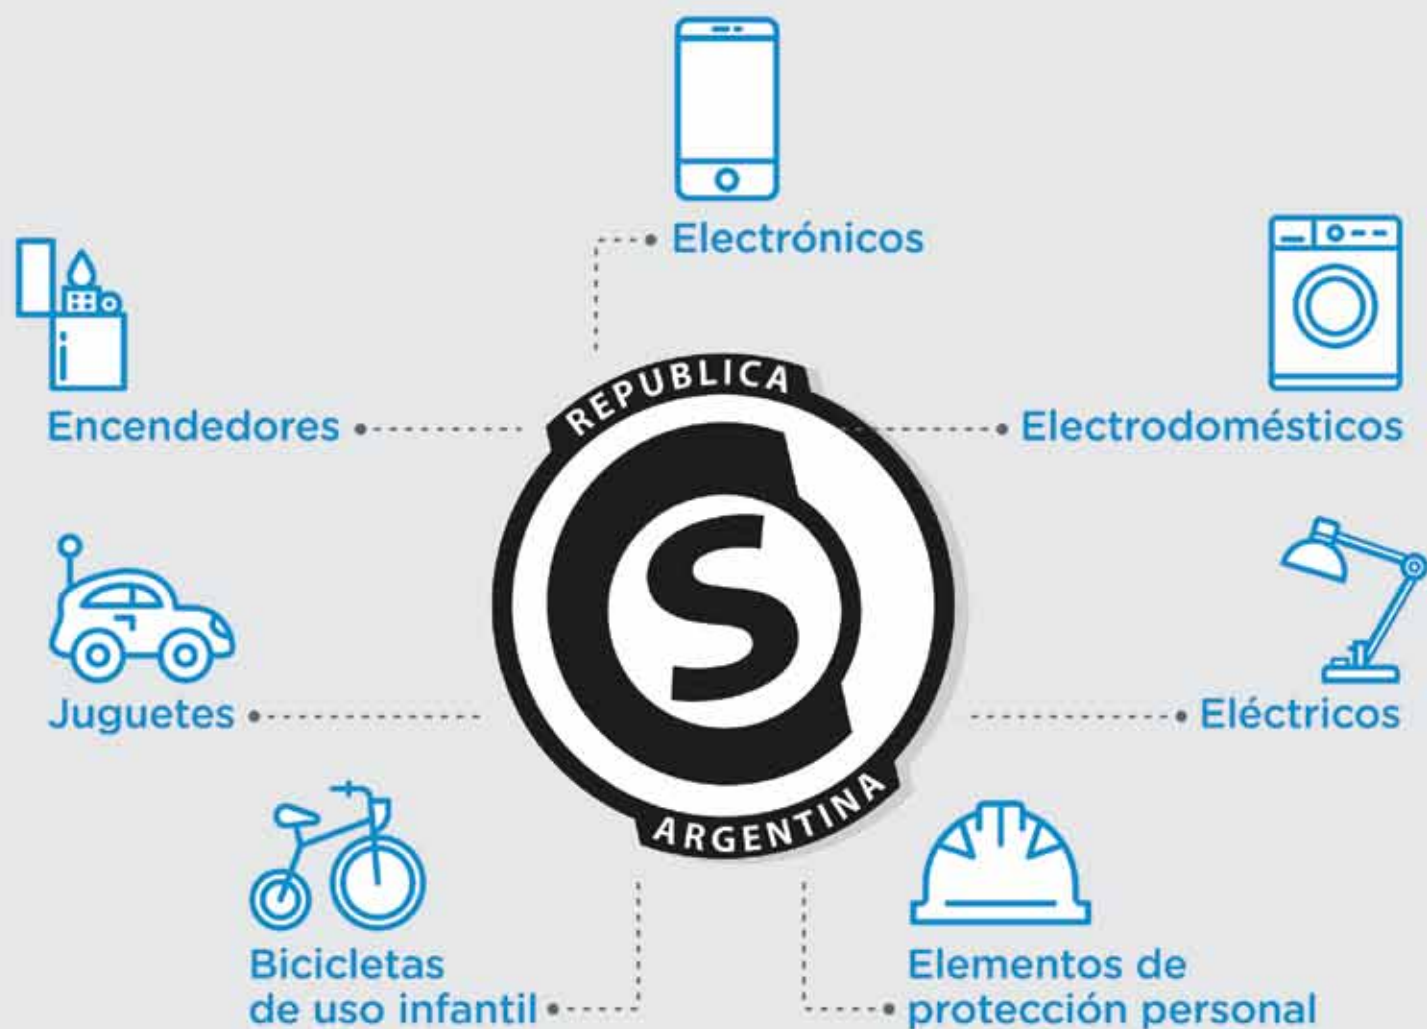 Electrónicos
Encendedores
Electrodomésticos
REPUBLICA
S
ARGENTINA
Juguetes
Eléctricos
Bicicletas
de uso infantil
Elementos de
protección personal